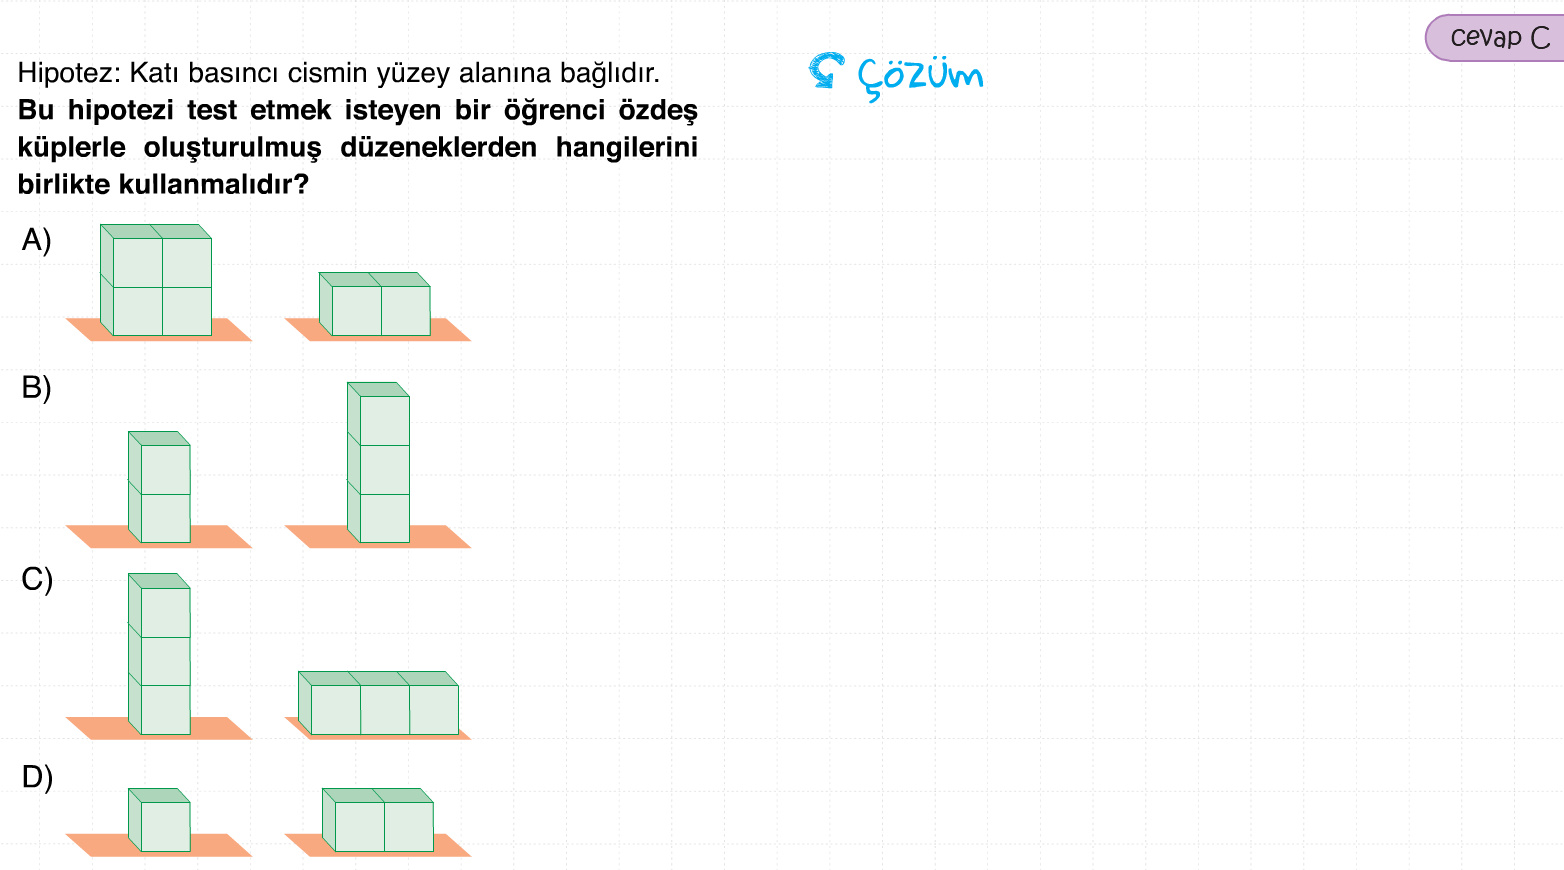 cevap C
Hipotez: Katı basıncı cismin yüzey alanına bağlıdır.
Bu hipotezi test etmek isteyen bir öğrenci özdeş
küplerle oluşturulmuş düzeneklerden hangilerini
birlikte kullanmalıdır?
Çözüm
A)
B)
C)
D)